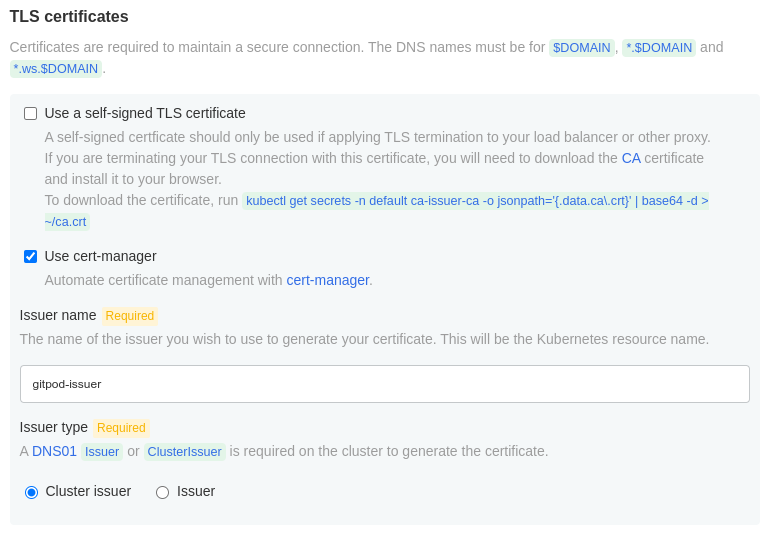 TLS certificates
Certificates are required to maintain a secure connection. The DNS names must be for $DOMAIN, *.$DOMAIN and
*.ws.$DOMAIN.
Use a self-signed TLS certificate
A self-signed certficate should only be used if applying TLS termination to your load balancer or other proxy.
If you are terminating your TLS connection with this certificate, you will need to download the CA certificate
and install it to your browser.
To download the certificate, run kubectl get secrets -n default ca-issuer-ca -o jsonpath='{.data.ca\.crt}' | base64 -d >
~/ca.crt
Use cert-manager
Automate certificate management with cert-manager.
Issuer name Required
The name of the issuer you wish to use to generate your certificate. This will be the Kubernetes resource name.
gitpod-issuer
Issuer type Required
A DNS01 Issuer or ClusterIssuer is required on the cluster to generate the certificate.
Cluster issuer Issuer